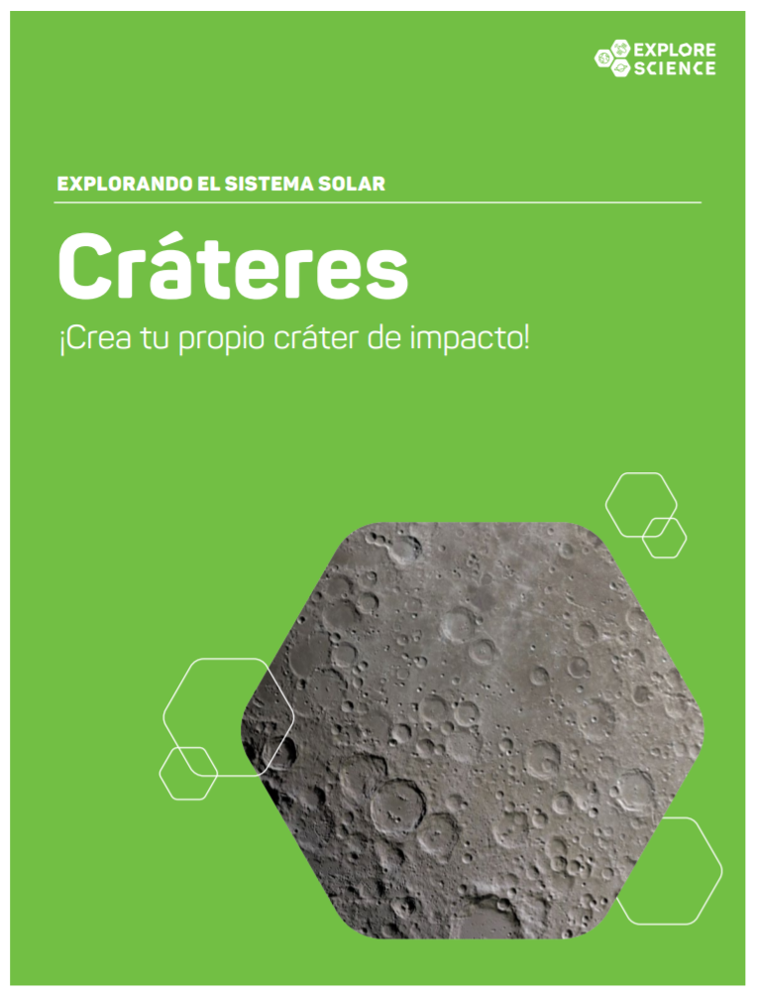 EXPLORE
SCIENCE
EXPLORANDO EL SISTEMA SOLAR
Cráteres
¡Crea tu propio cráter de impacto!